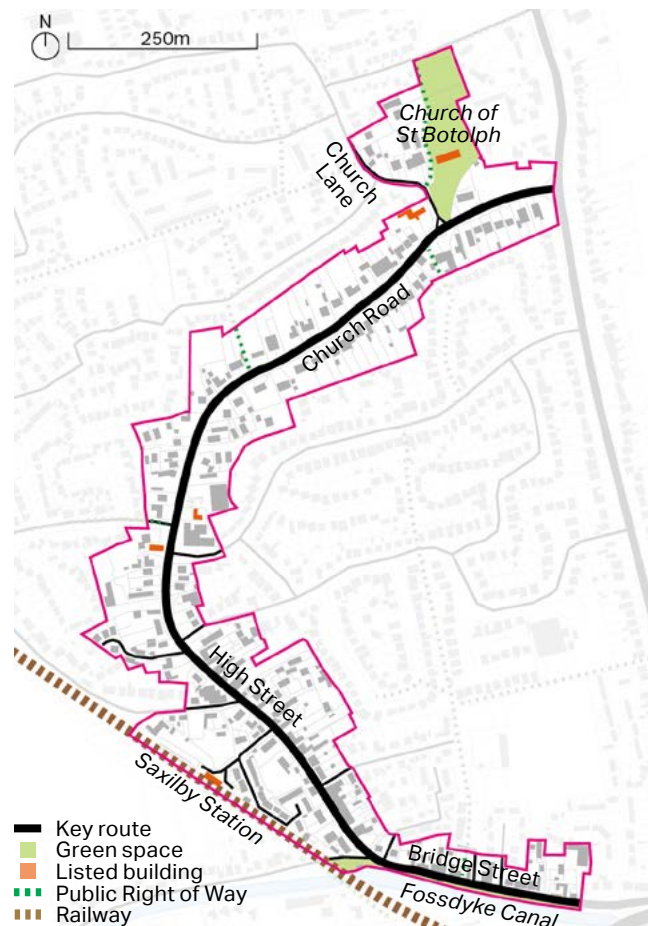 N
250m
Church of
St Botolph
Church
Lane
Church Road
High Street
Saxilby Station
Bridge Street
Fossdyke Canal
Key route
Green space
Listed building
Public Right of Way
Railway